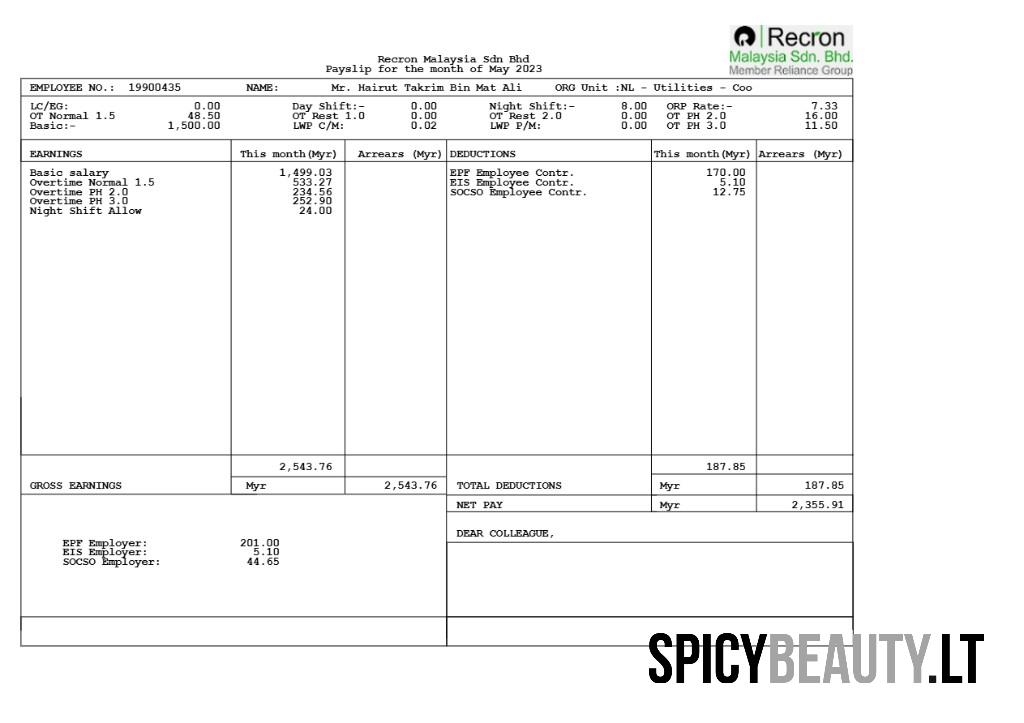 Recron
Malaysia Sdn. Bhd.
Member Reliance Group
Recron Malaysia Sdn Bhd
Payslip for the month of May 2023
EMPLOYEE NO.: 19900435 NAME: Mr. Hairut Takrim Bin Mat Ali ORG Unit :NL - Utilities - Coo
LC/EG: 0.00 Day Shift:- 0.00 Night Shift:- 8.00 ORP Rate:- 7.33
OT Normal 1.5 48.50 OT Rest 1.0 0.00 OT Rest 2.0 0.00 OT PH 2.0 16.00
Basic:- 1,500.00 LWP C/M: 0.02 LWP P/M: 0.00 OT PH 3.0 11.50
EARNINGS This month(Myr) Arrears (Myr) DEDUCTIONS This month(Myr) Arrears (Myr)
Basic salary 1,499.03 EPF Employee Contr. 170.00
Overtime Normal 1.5 533.27 EIS Employee Contr. 5.10
Overtime PH 2.0 234.56 SOCSO Employee Contr. 12.75
Overtime PH 3.0 252.90
Night Shift Allow 24.00
2,543.76 187.85
GROSS EARNINGS Myr 2,543.76 TOTAL DEDUCTIONS Myr 187.85
NET PAY Myr 2,355.91
DEAR COLLEAGUE,
EPF Employer: 201.00
EIS Employer: 5.10
SOCSO Employer: 44.65
SPICYBEAUTY.LT